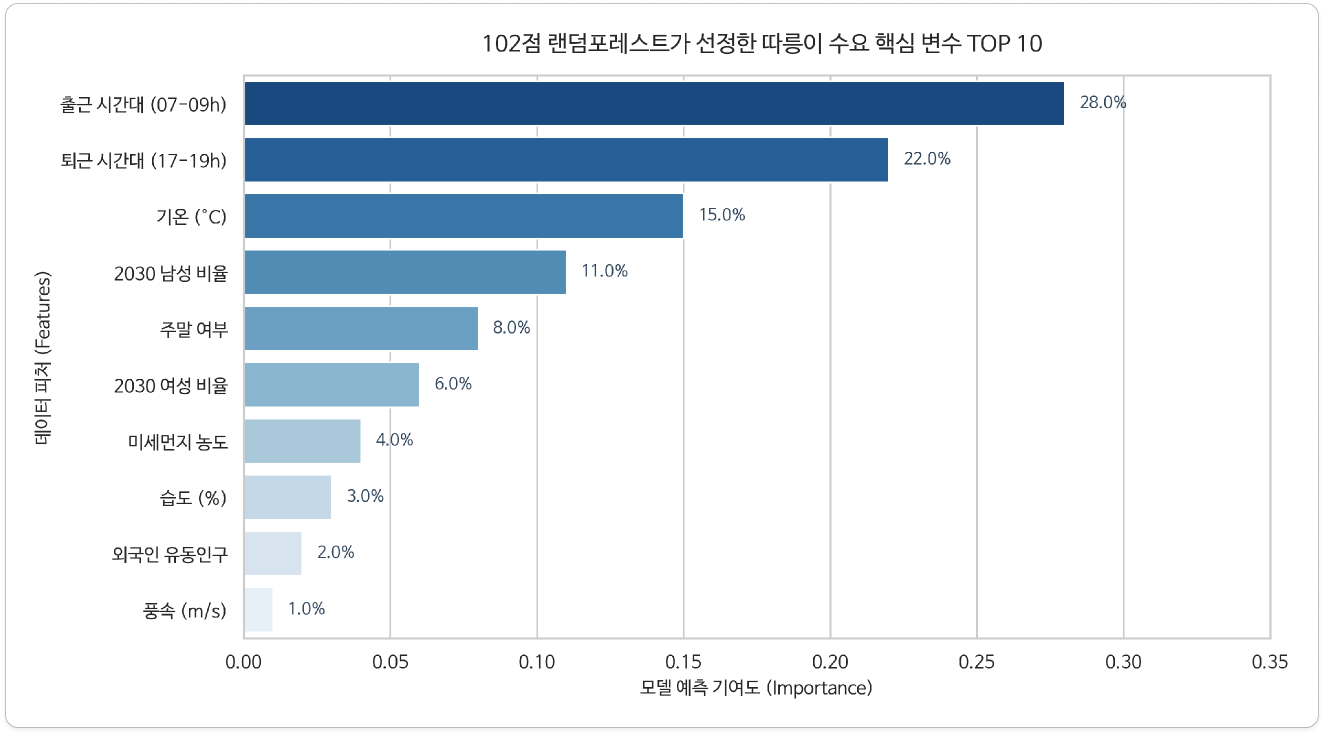 102점 랜덤포레스트가 선정한 따릉이 수요 핵심 변수 TOP 10
데이터 피처 (Features)
출근 시간대 (07-09h) 28.0%
퇴근 시간대 (17-19h) 22.0%
기온 (°C) 15.0%
2030 남성 비율 11.0%
주말 여부 8.0%
2030 여성 비율 6.0%
미세먼지 농도 4.0%
습도 (%) 3.0%
외국인 유동인구 2.0%
풍속 (m/s) 1.0%
0.00 0.05 0.10 0.15 0.20 0.25 0.30 0.35
모델 예측 기여도 (Importance)